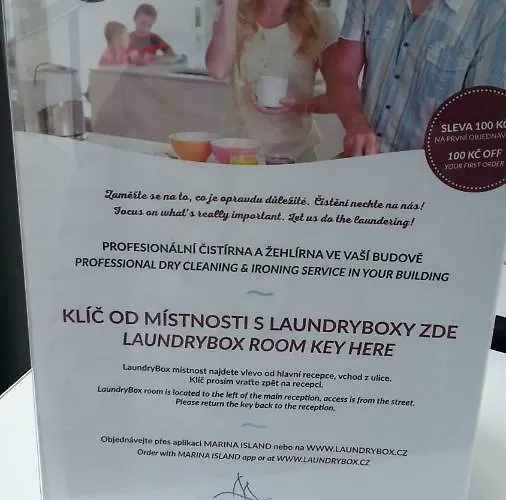 SLEVA 100 KČ
NA PRVNÍ OBJEDNÁV
100 KČ OFF
YOUR FIRST ORDER
Zaměřte se na to, co je opravdu důležité. Čistění nechte na nás!
Focus on what's really important. Let us do the laundering!
PROFESIONÁLNÍ ČISTÍRNA A ŽEHLÍRNA VE VAŠÍ BUDOVĚ
PROFESSIONAL DRY CLEANING & IRONING SERVICE IN YOUR BUILDING
KLÍČ OD MÍSTNOSTI S LAUNDRYBOXY ZDE
LAUNDRYBOX ROOM KEY HERE
LaundryBox místnost najdete vlevo od hlavní recepce, vchod z ulice.
Klíč prosím vraťte zpět na recepci.
LaundryBox room is located to the left of the main reception, access is from the street.
Please return the key back to the reception.
Objednávejte přes aplikaci MARINA ISLAND nebo na WWW.LAUNDRYBOX.CZ
Order with MARINA ISLAND app or at WWW.LAUNDRYBOX.CZ